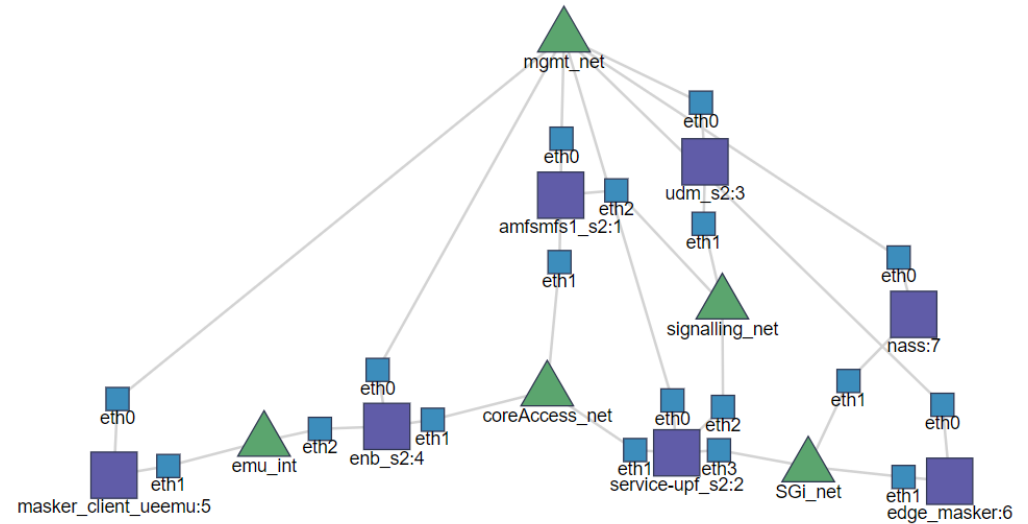 mgmt_net
eth0
eth0
udm_s2:3
eth2
amfsmfs1_s2:1
eth1
eth0
eth1
signalling_net
nass:7
eth0
eth1
coreAccess_net
eth0
eth0
eth2
eth0
eth1
eth2
enb_s2:4
emu_int
eth1
eth3
service-upf_s2:2
eth1
SGi_net
eth1
masker_client_ueemu:5
edge_masker:6